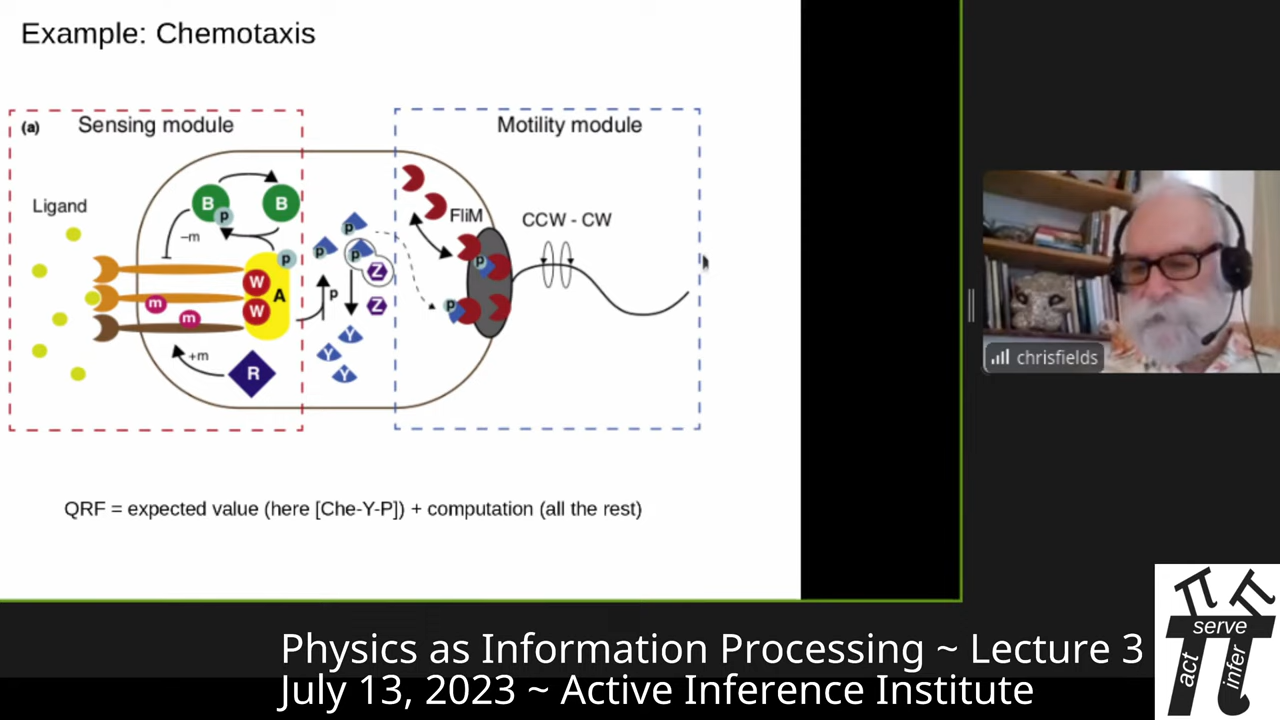 Example: Chemotaxis
(a) Sensing module
Motility module
Ligand
B
B
p
–m
p
W
W
A
m
m
+m
R
p
p
p
Z
Z
p
Y
Y
Y
FliM
p
p
CCW - CW
QRF = expected value (here [Che-Y-P]) + computation (all the rest)
chrisfields
Physics as Information Processing ~ Lecture 3
July 13, 2023 ~ Active Inference Institute
serve
act
infer